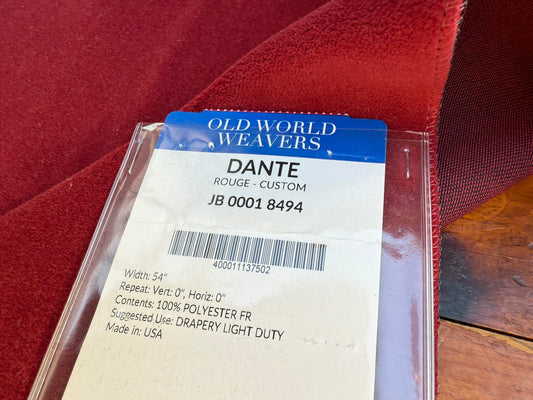 OLD WORLD
WEAVERS
DANTE
ROUGE - CUSTOM
JB 0001 8494
400011137502
Width: 54"
Repeat: Vert: 0", Horiz: 0"
Contents: 100% POLYESTER FR
Suggested Use: DRAPERY LIGHT DUTY
Made in: USA